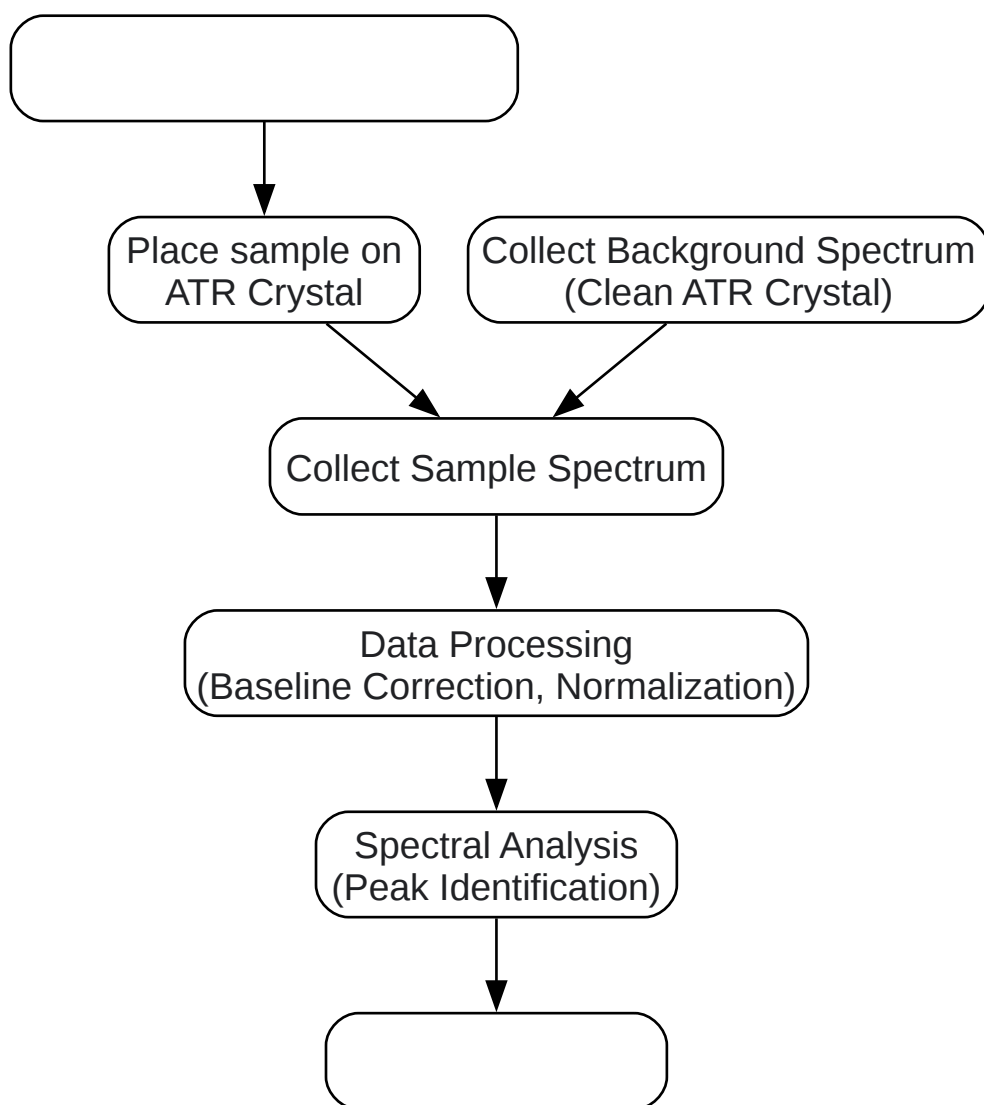 Place sample on
ATR Crystal
Collect Background Spectrum
(Clean ATR Crystal)
Collect Sample Spectrum
Data Processing
(Baseline Correction, Normalization)
Spectral Analysis
(Peak Identification)